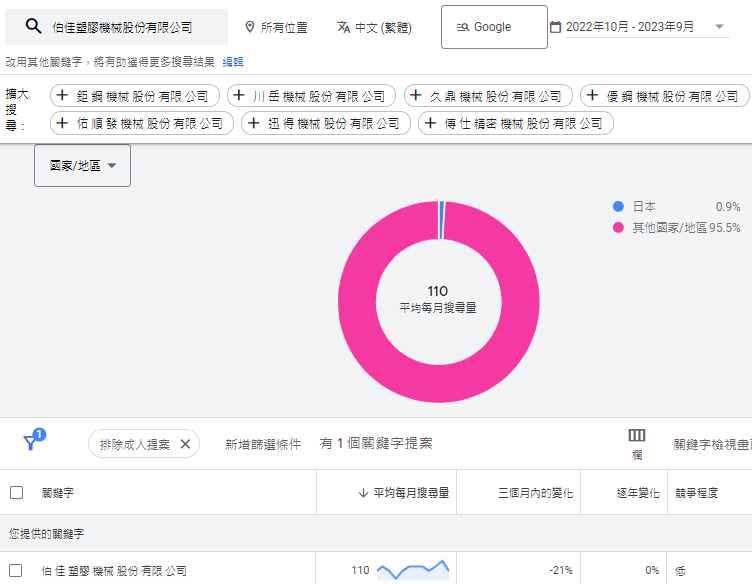 伯佳塑膠機械股份有限公司 所有位置 中文 (繁體) Google 2022年10月 - 2023年9月
改用其他關鍵字，將有助獲得更多搜尋結果 編輯
擴大搜尋：
鉅鋼機械股份有限公司 川岳機械股份有限公司 久鼎機械股份有限公司 優鋼機械股份有限公司
佰順發機械股份有限公司 迅得機械股份有限公司 傳仕精密機械股份有限公司
國家/地區
日本 0.9%
其他國家/地區 95.5%
110
平均每月搜尋量
1
排除成人提案 新增篩選條件 有 1 個關鍵字提案 欄 關鍵字檢視畫
關鍵字 平均每月搜尋量 三個月內的變化 逐年變化 競爭程度
您提供的關鍵字
伯佳塑膠機械股份有限公司 110 -21% 0% 低